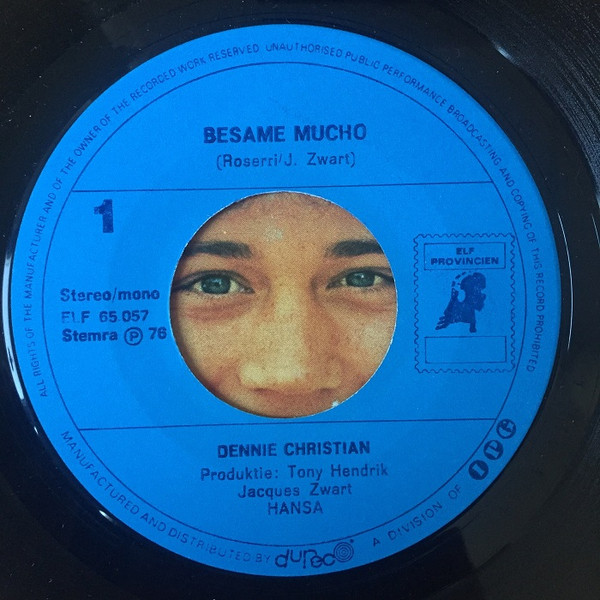 ALL RIGHTS OF THE MANUFACTURER AND OF THE OWNER OF THE RECORDED WORK RESERVED. UNAUTHORISED PUBLIC PERFORMANCE BROADCASTING AND COPYING OF THIS RECORD PROHIBITED
BESAME MUCHO
(Roserri/J. Zwart)
1
ELF
PROVINCIEN
Stereo/mono
ELF 65.057
Stemra Ⓟ 76
DENNIE CHRISTIAN
Produktie: Tony Hendrik
Jacques Zwart
HANSA
MANUFACTURED AND DISTRIBUTED BY dureco A DIVISION OF